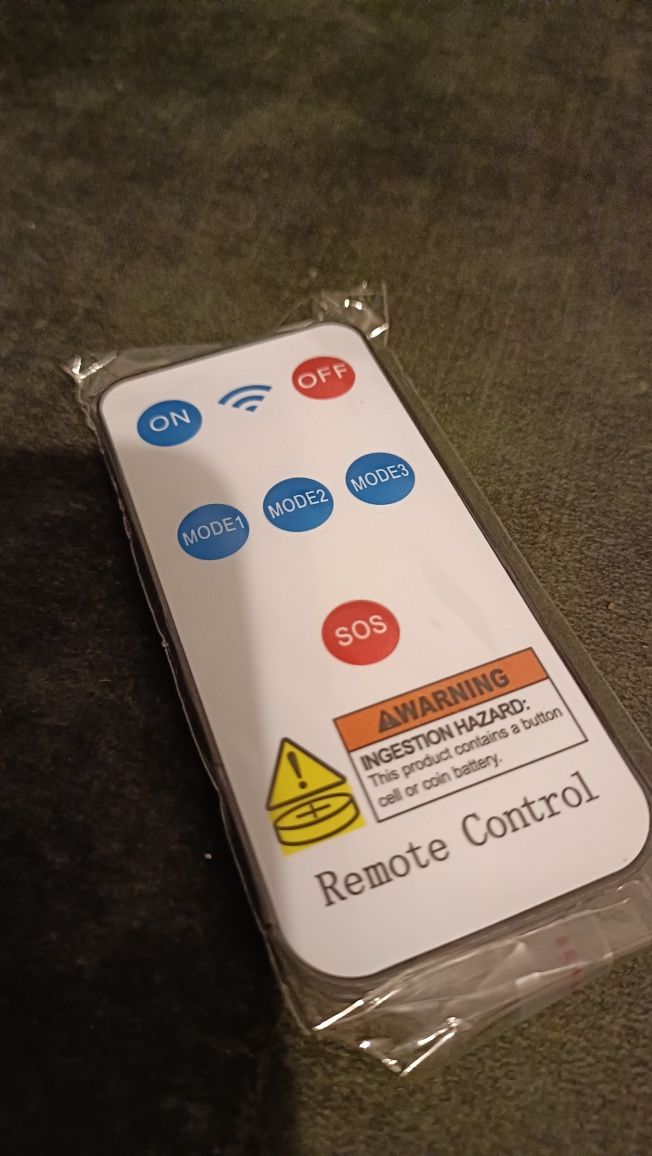 ON
OFF
MODE1
MODE2
MODE3
SOS
WARNING
INGESTION HAZARD:
This product contains a button
cell or coin battery.
Remote Control